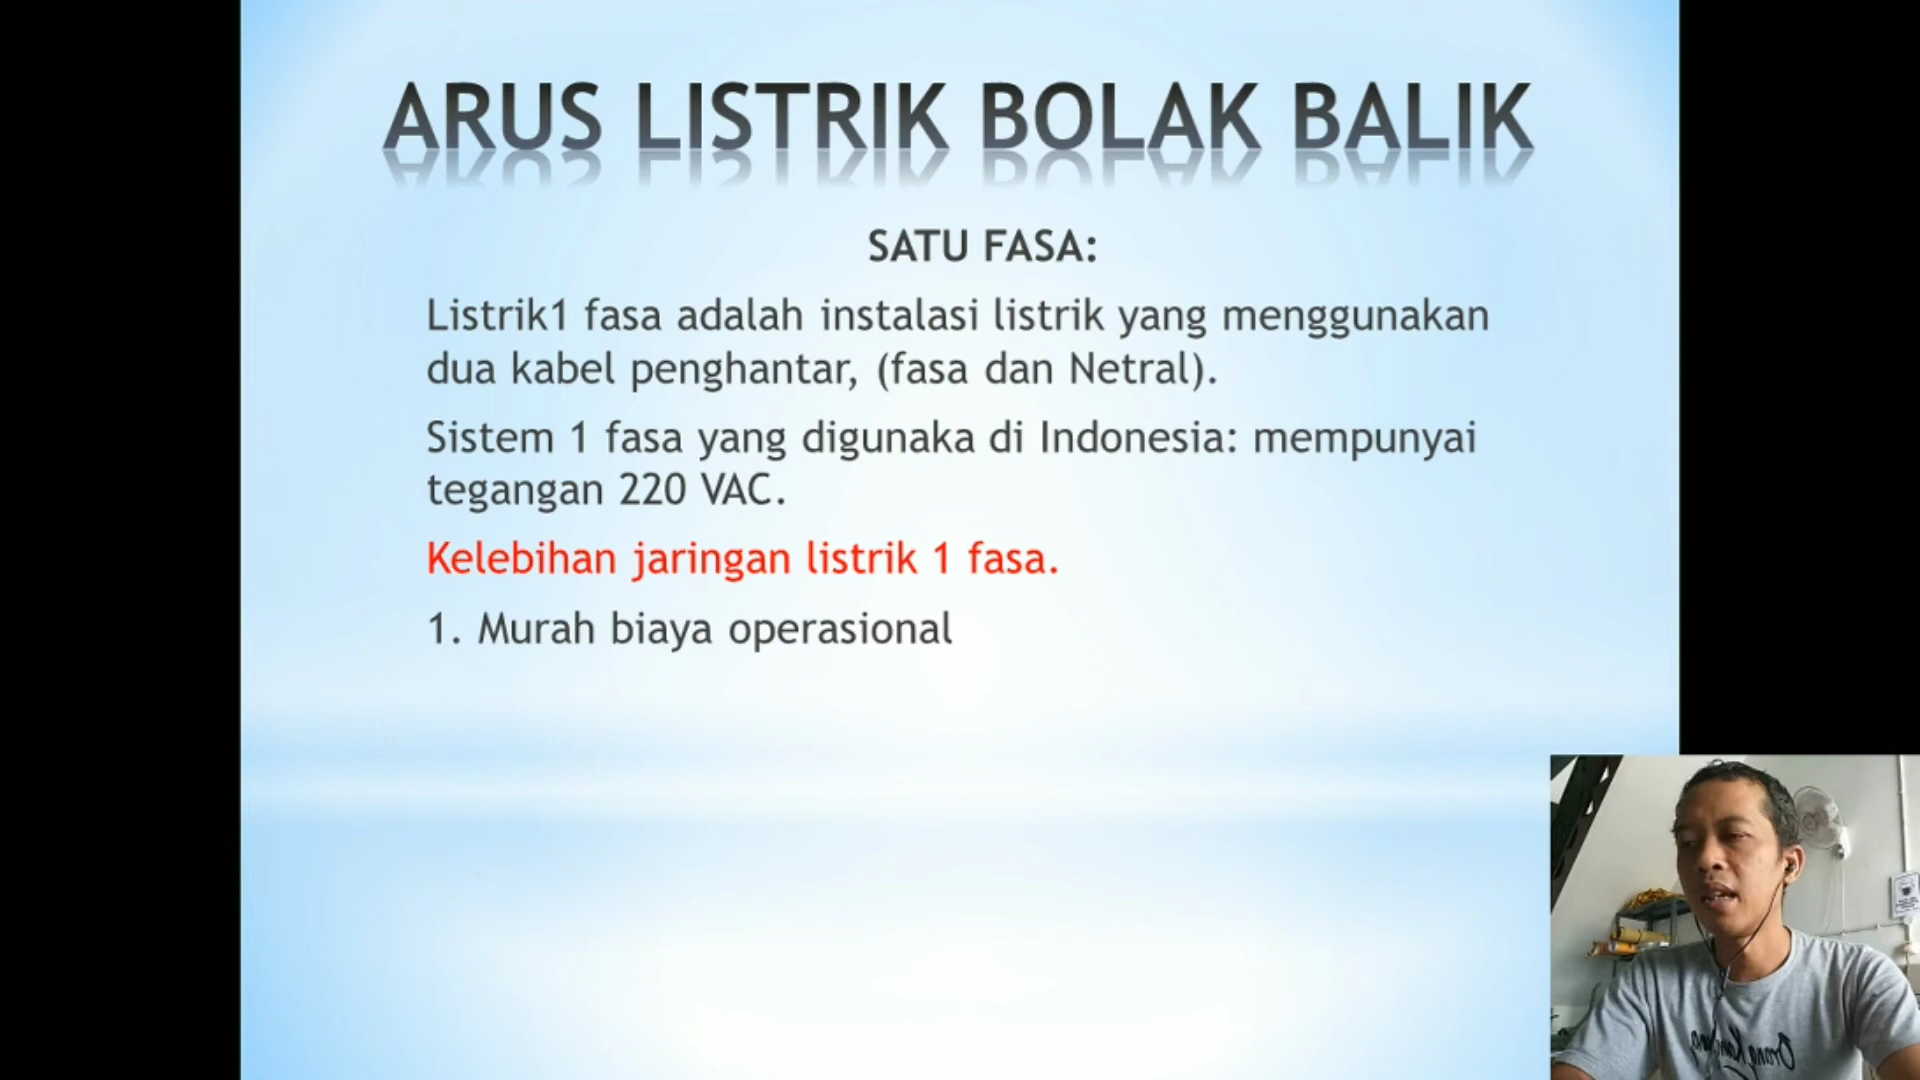 ARUS LISTRIK BOLAK BALIK
SATU FASA:
Listrik1 fasa adalah instalasi listrik yang menggunakan
dua kabel penghantar, (fasa dan Netral).
Sistem 1 fasa yang digunaka di Indonesia: mempunyai
tegangan 220 VAC.
Kelebihan jaringan listrik 1 fasa.
1. Murah biaya operasional